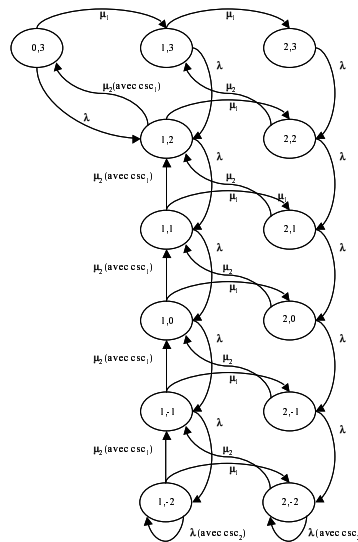 μ₁ μ₁
0,3 1,3 2,3
λ λ
μ₂(avec csc₁) μ₂
λ μ₁
1,2 2,2
μ₂(avec csc₁) λ μ₂ μ₁ λ
μ₁
1,1 2,1
μ₂(avec csc₁) λ μ₂ λ
μ₁
1,0 2,0
μ₂(avec csc₁) λ μ₂ λ
μ₁
1,-1 2,-1
μ₂(avec csc₁) λ μ₂ λ
μ₁
1,-2 2,-2
λ(avec csc₂) λ(avec csc